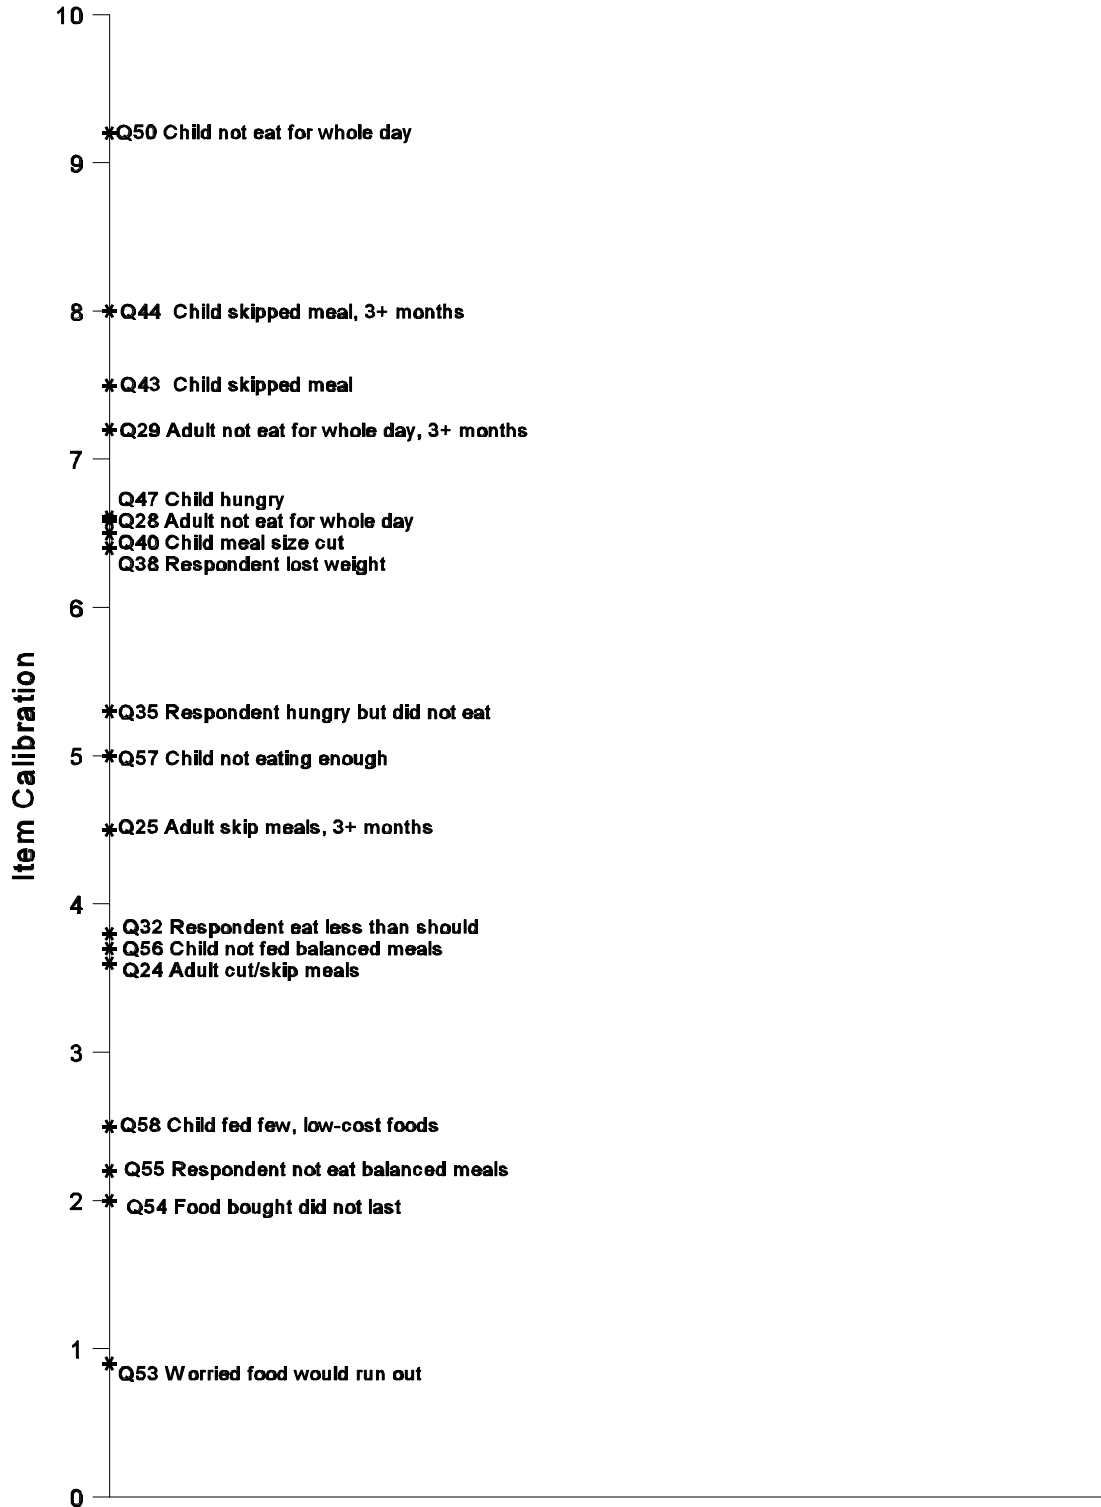 10
Q50 Child not eat for whole day
9
8
Q44 Child skipped meal, 3+ months
Q43 Child skipped meal
Q29 Adult not eat for whole day, 3+ months
7
Q47 Child hungry
Q28 Adult not eat for whole day
Q40 Child meal size cut
Q38 Respondent lost weight
6
Item Calibration
Q35 Respondent hungry but did not eat
5
Q57 Child not eating enough
Q25 Adult skip meals, 3+ months
4
Q32 Respondent eat less than should
Q56 Child not fed balanced meals
Q24 Adult cut/skip meals
3
Q58 Child fed few, low-cost foods
Q55 Respondent not eat balanced meals
2
Q54 Food bought did not last
1
Q53 Worried food would run out
0